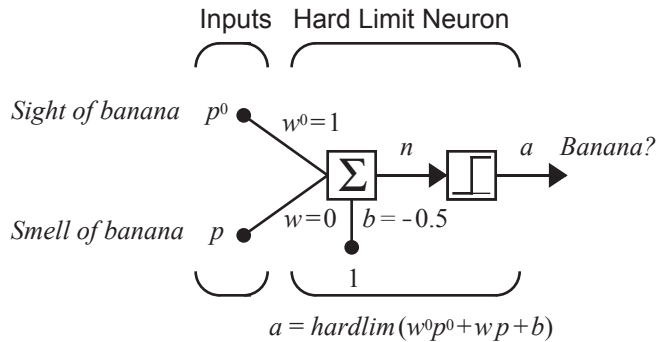 Inputs Hard Limit Neuron
Sight of banana p⁰ w⁰=1
n a Banana?
Σ
Smell of banana p w=0 b = -0.5
1
a = hardlim(w⁰p⁰+wp+b)